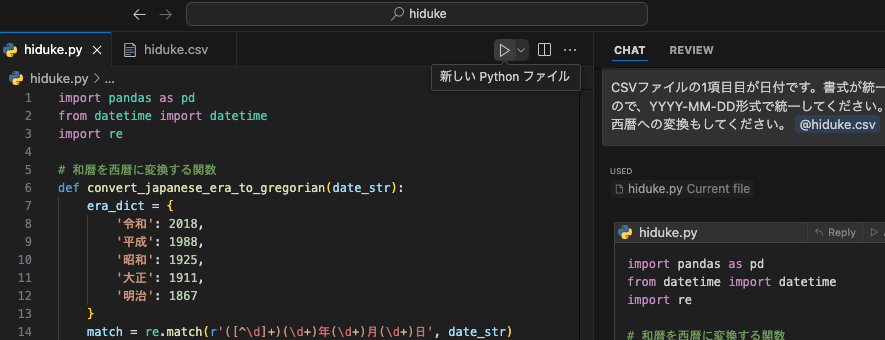 hiduke
hiduke.py
hiduke.csv
新しい Python ファイル
hiduke.py > ...
1 import pandas as pd
2 from datetime import datetime
3 import re
4
5 # 和暦を西暦に変換する関数
6 def convert_japanese_era_to_gregorian(date_str):
7 era_dict = {
8 '令和': 2018,
9 '平成': 1988,
10 '昭和': 1925,
11 '大正': 1911,
12 '明治': 1867
13 }
14 match = re.match(r'([^\d]+)(\d+)年(\d+)月(\d+)日', date_str)
CHAT REVIEW
CSVファイルの1項目目が日付です。書式が統一
ので、YYYY-MM-DD形式で統一してください。
西暦への変換もしてください。 @hiduke.csv
USED
hiduke.py Current file
hiduke.py Reply
import pandas as pd
from datetime import datetime
import re
# 和暦を西暦に変換する関数